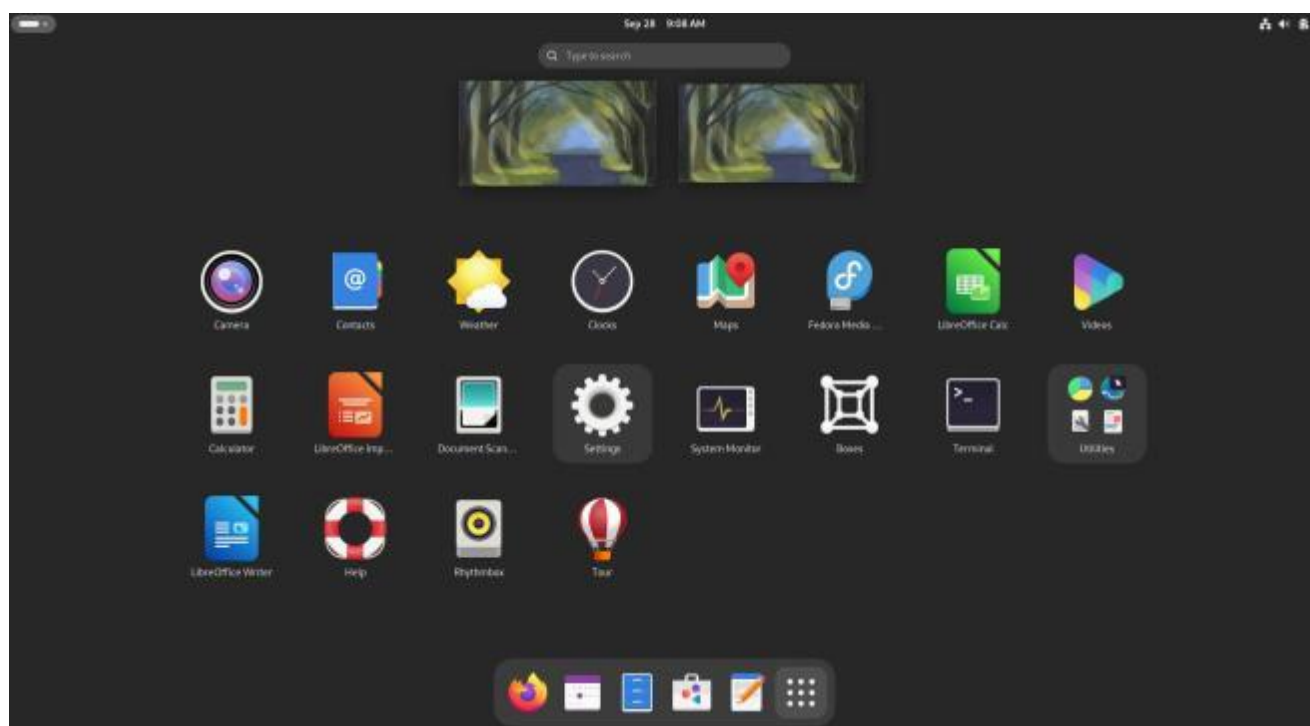 Sep 28 9:08 AM
Type to search
Camera
Contacts
Weather
Clocks
Maps
Fedora Media ...
LibreOffice Calc
Videos
Calculator
LibreOffice Imp...
Document Scan...
Settings
System Monitor
Boxes
Terminal
Utilities
LibreOffice Writer
Help
Rhythmbox
Tour